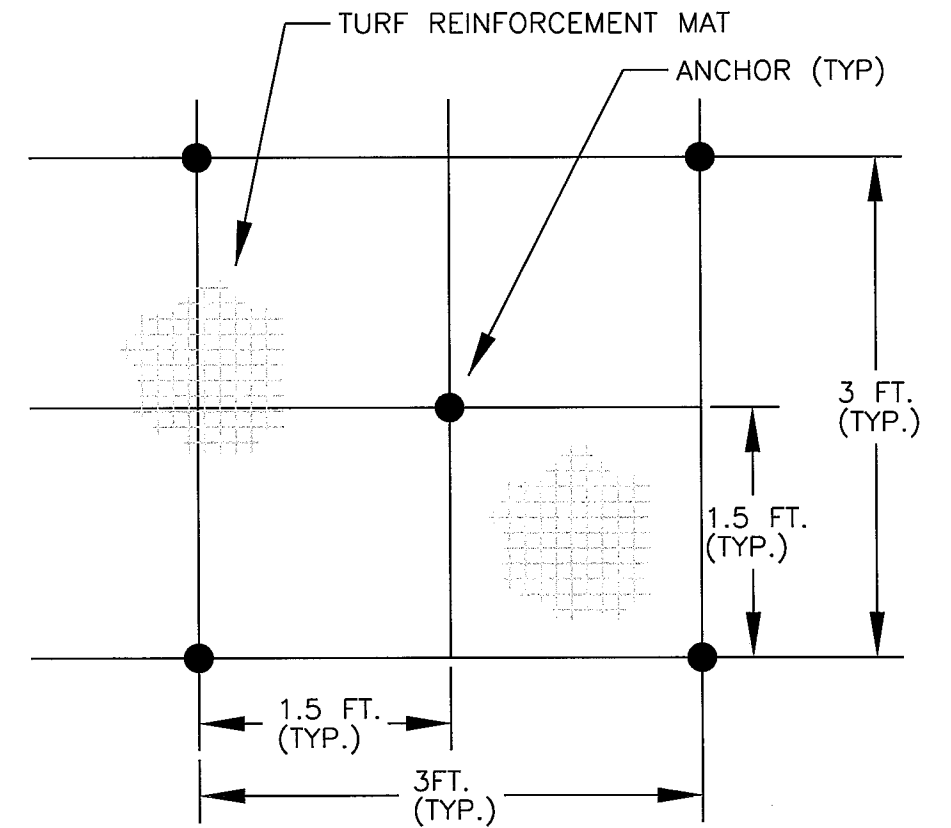 TURF REINFORCEMENT MAT
ANCHOR (TYP)
3 FT.
(TYP.)
1.5 FT.
(TYP.)
1.5 FT.
(TYP.)
3FT.
(TYP.)